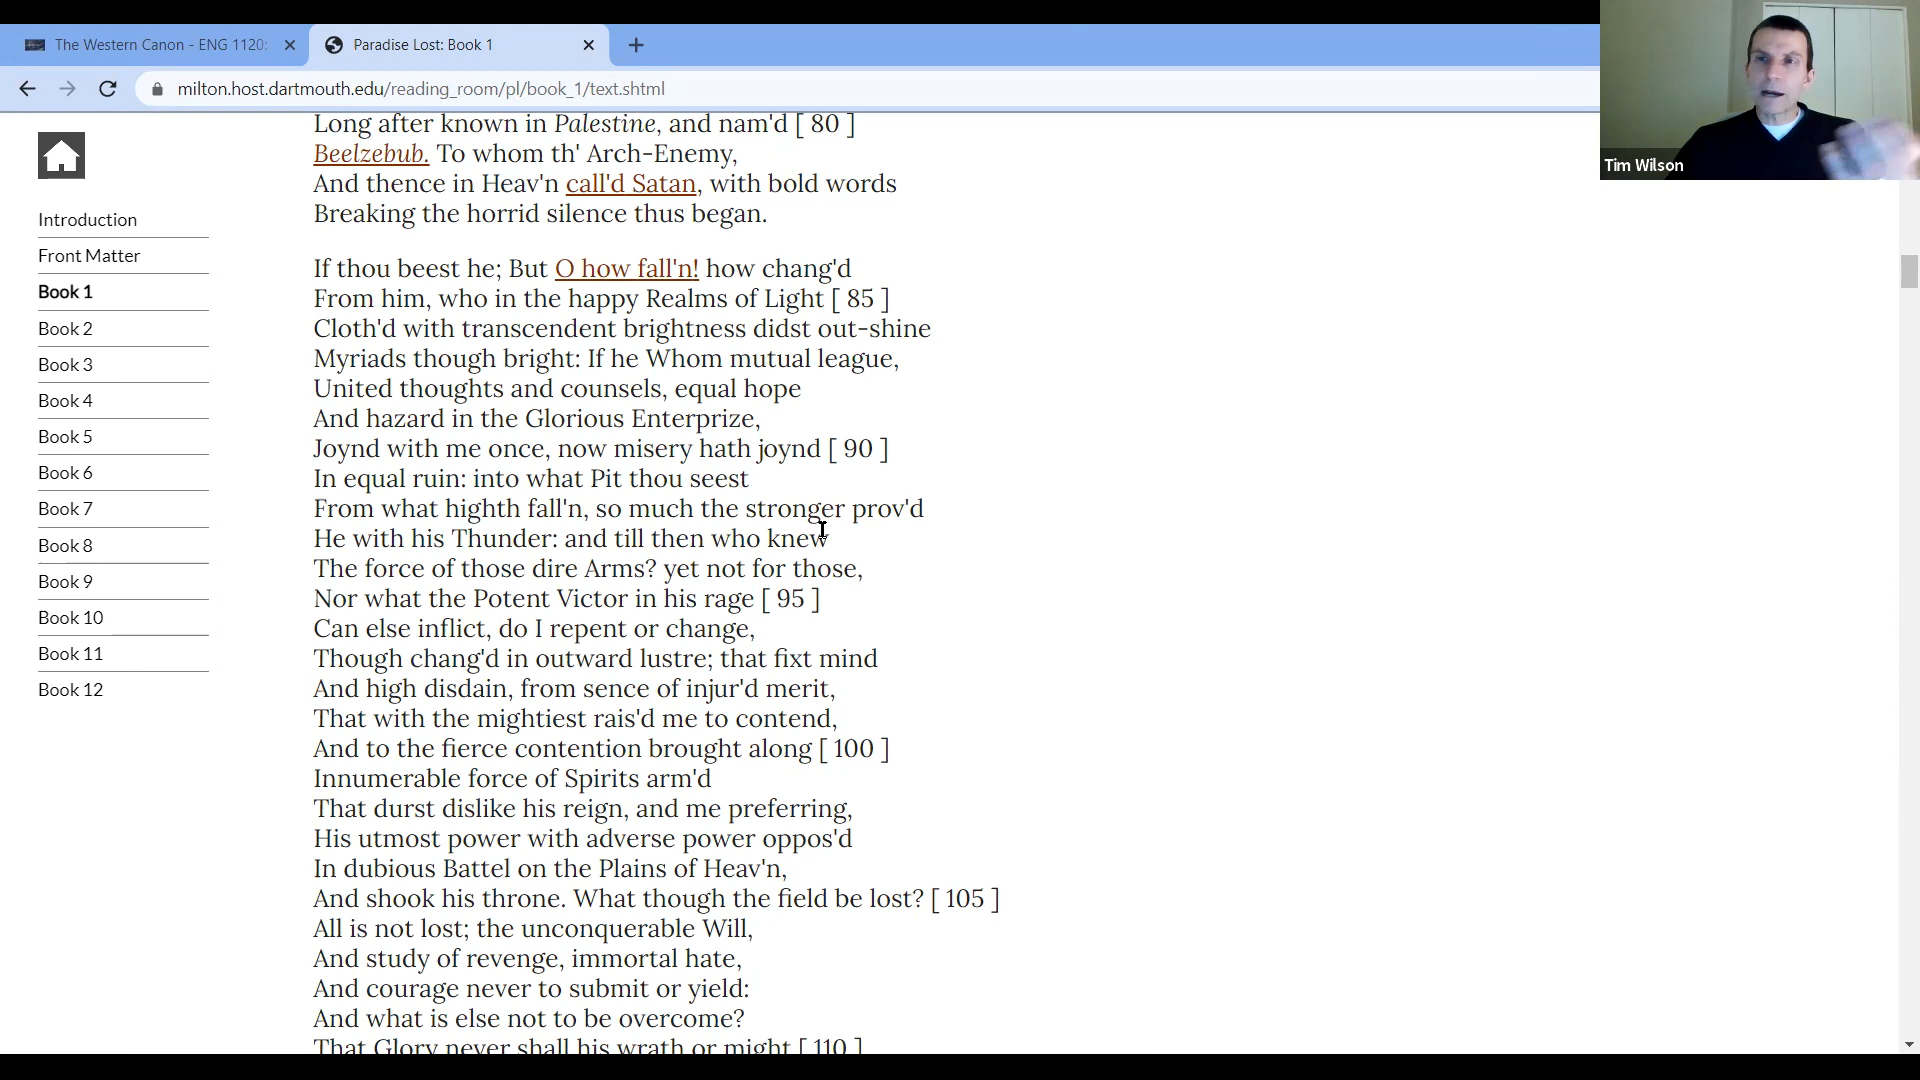 The Western Canon - ENG 1120:
Paradise Lost: Book 1
milton.host.dartmouth.edu/reading_room/pl/book_1/text.shtml
Tim Wilson
Introduction
Front Matter
Book 1
Book 2
Book 3
Book 4
Book 5
Book 6
Book 7
Book 8
Book 9
Book 10
Book 11
Book 12
Long after known in Palestine, and nam'd [ 80 ]
Beelzebub. To whom th' Arch-Enemy,
And thence in Heav'n call'd Satan, with bold words
Breaking the horrid silence thus began.
If thou beest he; But O how fall'n! how chang'd
From him, who in the happy Realms of Light [ 85 ]
Cloth'd with transcendent brightness didst out-shine
Myriads though bright: If he Whom mutual league,
United thoughts and counsels, equal hope
And hazard in the Glorious Enterprize,
Joynd with me once, now misery hath joynd [ 90 ]
In equal ruin: into what Pit thou seest
From what highth fall'n, so much the stronger prov'd
He with his Thunder: and till then who knew
The force of those dire Arms? yet not for those,
Nor what the Potent Victor in his rage [ 95 ]
Can else inflict, do I repent or change,
Though chang'd in outward lustre; that fixt mind
And high disdain, from sence of injur'd merit,
That with the mightiest rais'd me to contend,
And to the fierce contention brought along [ 100 ]
Innumerable force of Spirits arm'd
That durst dislike his reign, and me preferring,
His utmost power with adverse power oppos'd
In dubious Battel on the Plains of Heav'n,
And shook his throne. What though the field be lost? [ 105 ]
All is not lost; the unconquerable Will,
And study of revenge, immortal hate,
And courage never to submit or yield:
And what is else not to be overcome?
That Glory never shall his wrath or might [ 110 ]